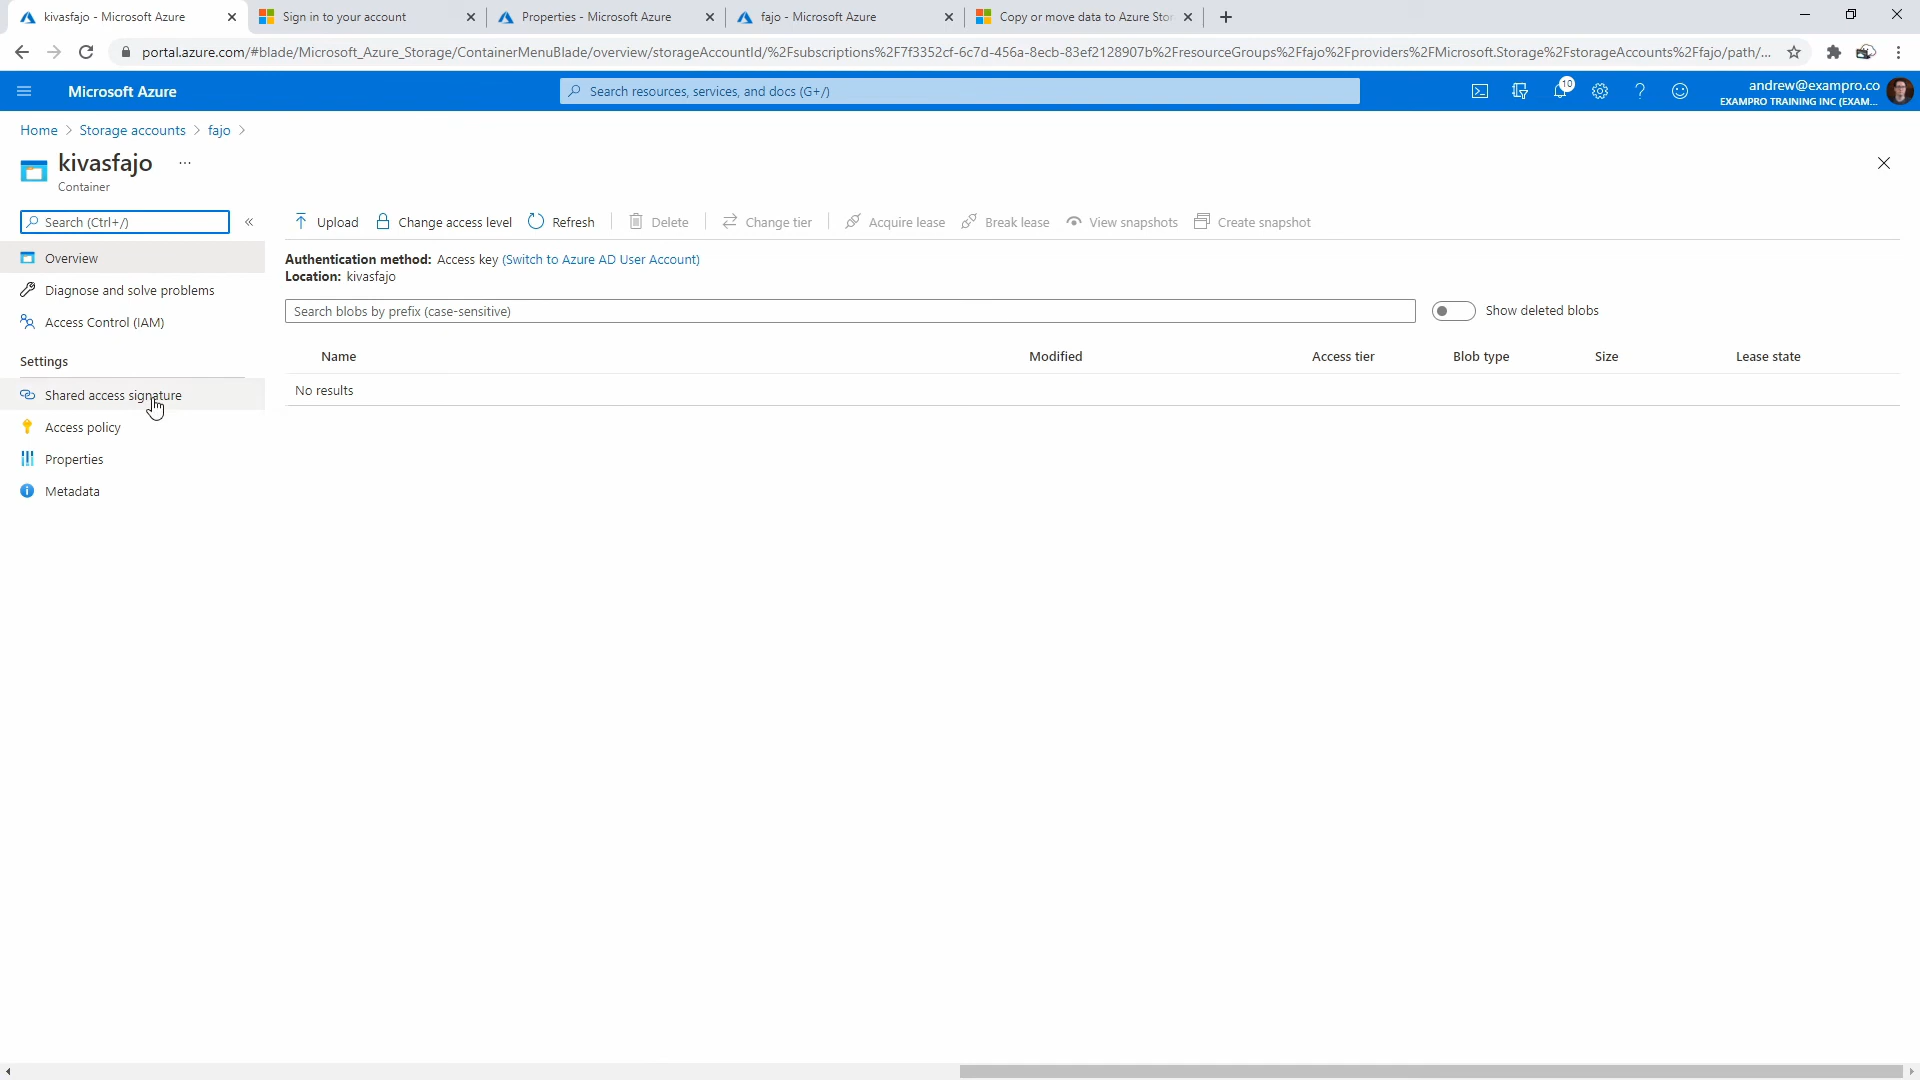 kivasfajo - Microsoft Azure
Sign in to your account
Properties - Microsoft Azure
fajo - Microsoft Azure
Copy or move data to Azure Stor
portal.azure.com/#blade/Microsoft_Azure_Storage/ContainerMenuBlade/overview/storageAccountId/%2Fsubscriptions%2F7f3352cf-6c7d-456a-8ecb-83ef2128907b%2FresourceGroups%2Ffajo%2Fproviders%2FMicrosoft.Storage%2FstorageAccounts%2Ffajo/path/...
Microsoft Azure
Search resources, services, and docs (G+/)
10
andrew@exampro.co
EXAMPRO TRAINING INC (EXAM...
Home > Storage accounts > fajo >
kivasfajo ...
Container
Search (Ctrl+/)
«
Upload
Change access level
Refresh
Delete
Change tier
Acquire lease
Break lease
View snapshots
Create snapshot
Overview
Diagnose and solve problems
Access Control (IAM)
Settings
Shared access signature
Access policy
Properties
Metadata
Authentication method: Access key (Switch to Azure AD User Account)
Location: kivasfajo
Search blobs by prefix (case-sensitive)
Show deleted blobs
Name Modified Access tier Blob type Size Lease state
No results